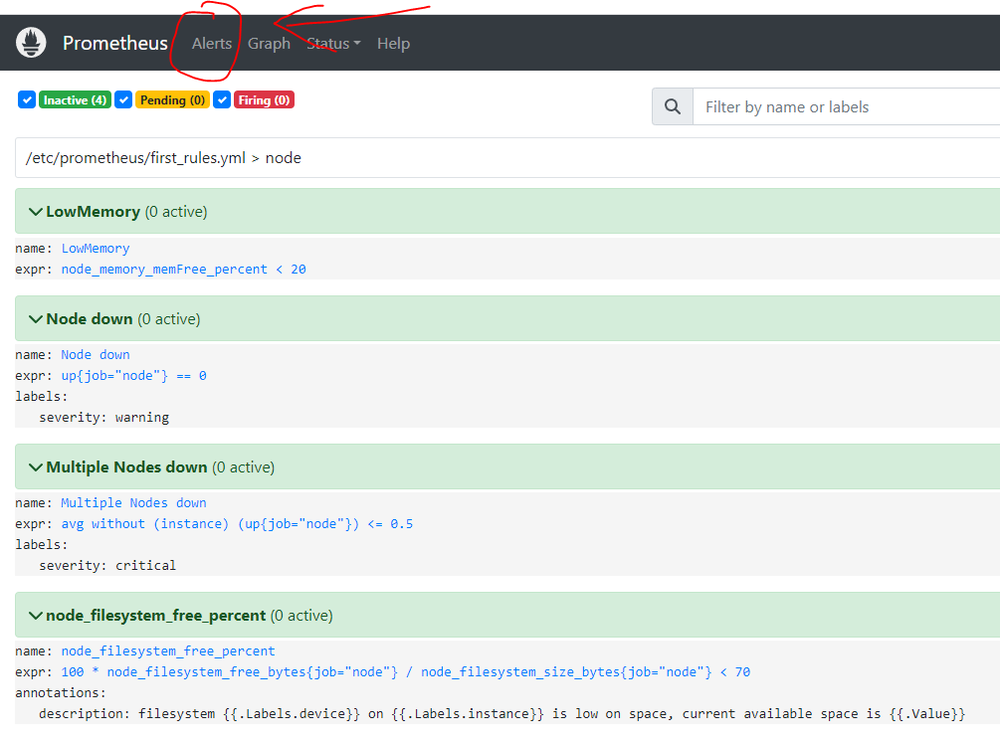 Prometheus Alerts Graph Status Help
Inactive (4) Pending (0) Firing (0) Filter by name or labels
/etc/prometheus/first_rules.yml > node
LowMemory (0 active)
name: LowMemory
expr: node_memory_memFree_percent < 20
Node down (0 active)
name: Node down
expr: up{job="node"} == 0
labels:
severity: warning
Multiple Nodes down (0 active)
name: Multiple Nodes down
expr: avg without (instance) (up{job="node"}) <= 0.5
labels:
severity: critical
node_filesystem_free_percent (0 active)
name: node_filesystem_free_percent
expr: 100 * node_filesystem_free_bytes{job="node"} / node_filesystem_size_bytes{job="node"} < 70
annotations:
description: filesystem {{.Labels.device}} on {{.Labels.instance}} is low on space, current available space is {{.Value}}